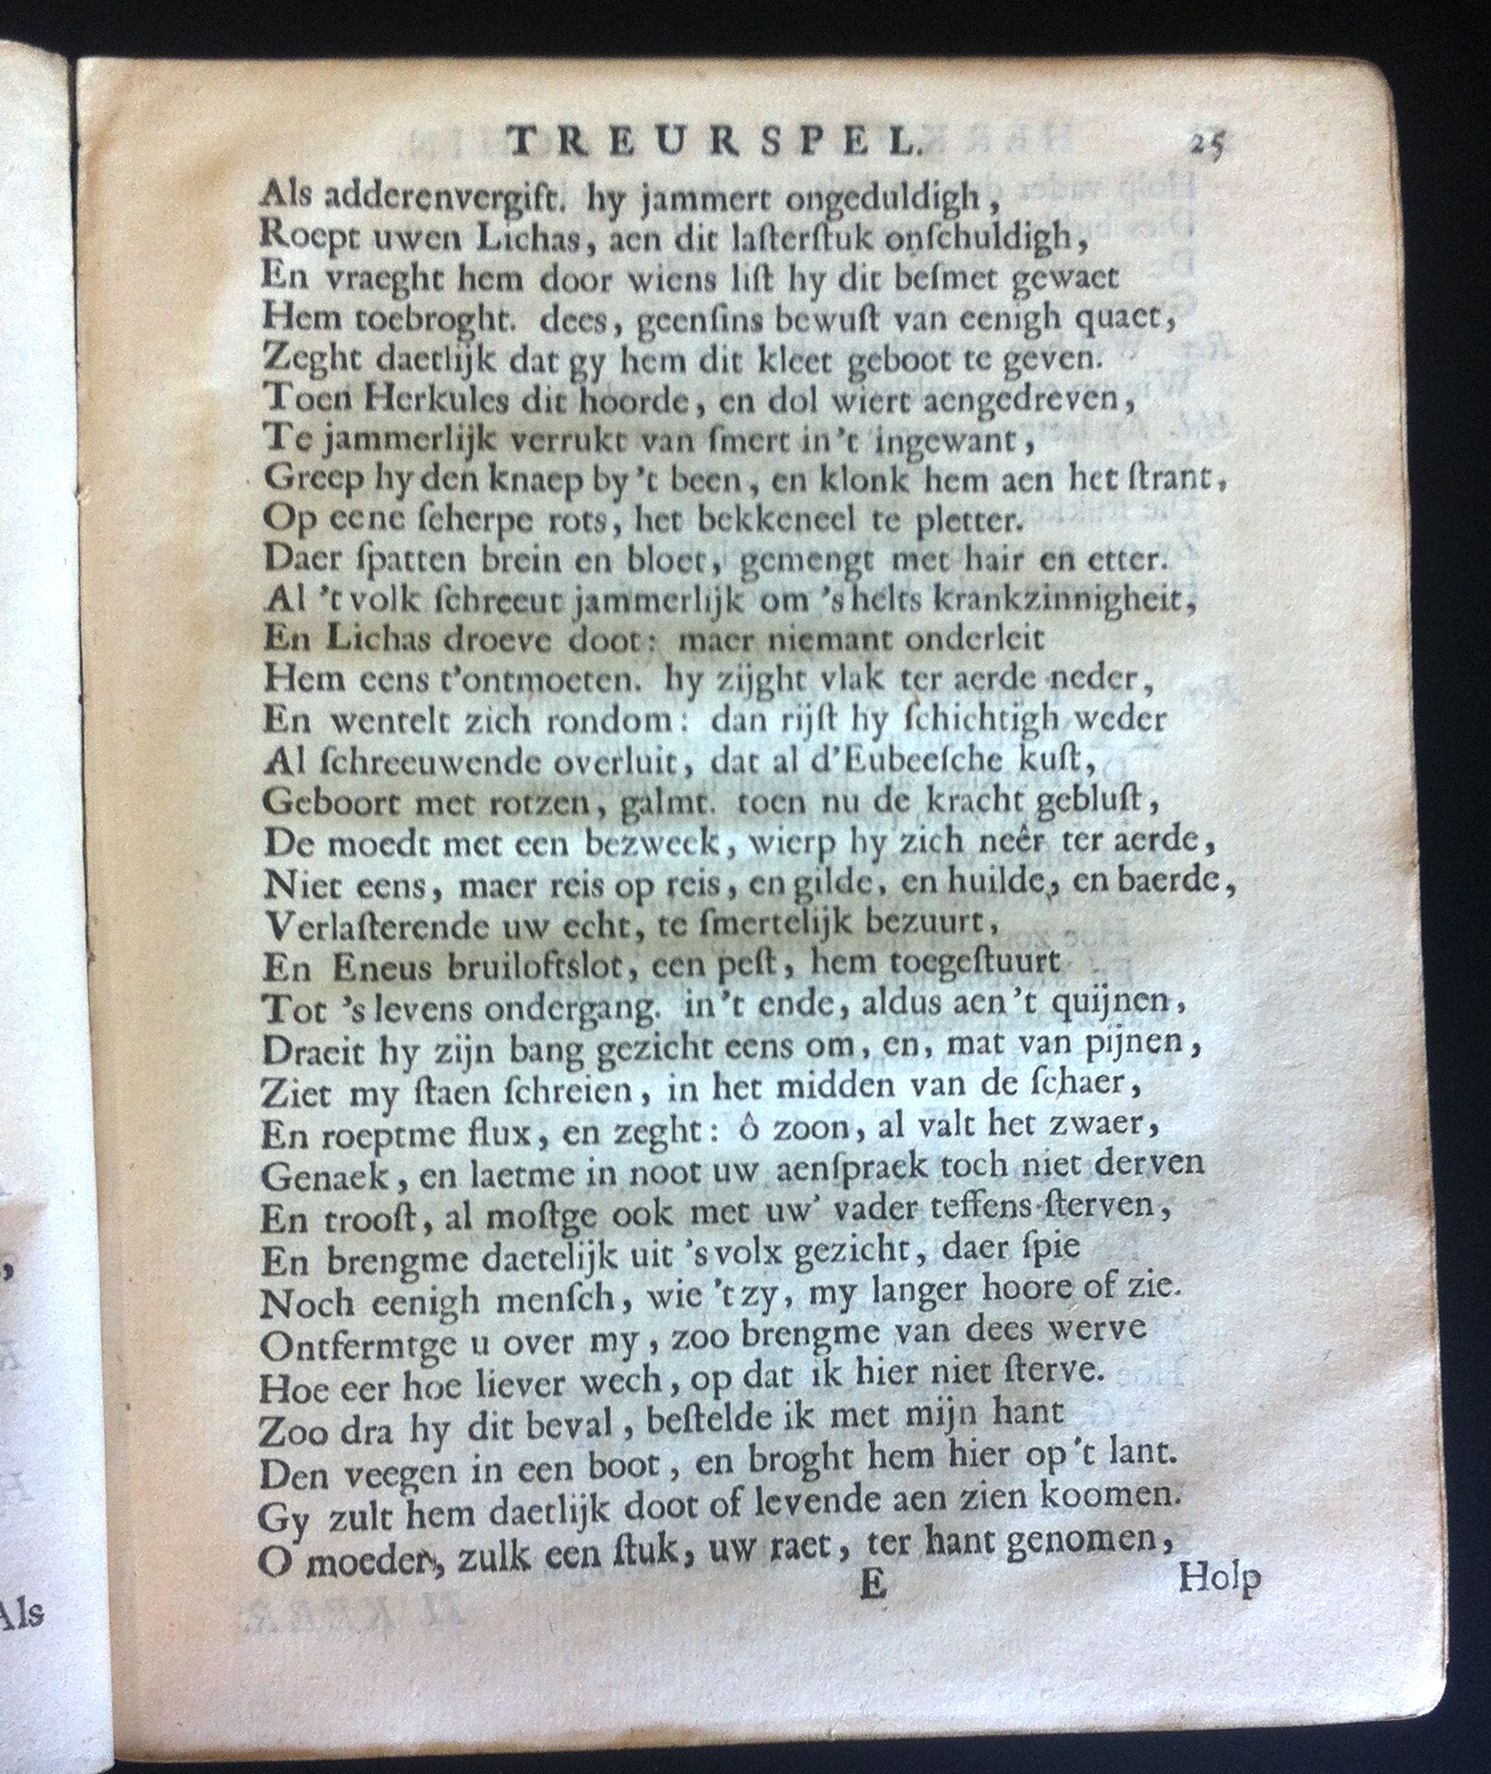 TREURSPEL. 25
Als adderenvergift. hy jammert ongeduldigh,
Roept uwen Lichas, aen dit laſterſtuk onſchuldigh,
En vraeght hem door wiens liſt hy dit beſmet gewaet
Hem toebroght. dees, geenſins bewuſt van eenigh quaet,
Zeght daetlijk dat gy hem dit kleet geboot te geven.
Toen Herkules dit hoorde, en dol wiert aengedreven,
Te jammerlijk verrukt van ſmert in't ingewant,
Greep hy den knaep by 't been, en klonk hem aen het ſtrant,
Op eene ſcherpe rots, het bekkeneel te pletter.
Daer ſpatten brein en bloet, gemengt met hair en etter.
Al 't volk ſchreeut jammerlijk om 's helts krankzinnigheit,
En Lichas droeve doot: maer niemant onderleit
Hem eens t'ontmoeten. hy zijght vlak ter aerde neder,
En wentelt zich rondom: dan rijſt hy ſchichtigh weder
Al ſchreeuwende overluit, dat al d'Eubeeſche kuſt,
Geboort met rotzen, galmt. toen nu de kracht gebluſt,
De moedt met een bezweek, wierp hy zich neêr ter aerde,
Niet eens, maer reis op reis, en gilde, en huilde, en baerde,
Verlaſterende uw echt, te ſmertelijk bezuurt,
En Eneus bruiloftslot, een peſt, hem toegeſtuurt
Tot 's levens ondergang. in 't ende, aldus aen 't quijnen,
Draeit hy zijn bang gezicht eens om, en, mat van pijnen,
Ziet my ſtaen ſchreien, in het midden van de ſchaer,
En roeptme flux, en zeght: ô zoon, al valt het zwaer,
Genaek, en laetme in noot uw aenſpraek toch niet derven
En trooſt, al moſtge ook met uw' vader teffens ſterven,
En brengme daetelijk uit 's volx gezicht, daer ſpie
Noch eenigh menſch, wie 't zy, my langer hoore of zie.
Ontfermtge u over my, zoo brengme van dees werve
Hoe eer hoe liever wech, op dat ik hier niet ſterve.
Zoo dra hy dit beval, beſtelde ik met mijn hant
Den veegen in een boot, en broght hem hier op 't lant.
Gy zult hem daetlijk doot of levende aen zien koomen.
O moeder, zulk een ſtuk, uw raet, ter hant genomen,
E Holp
Als